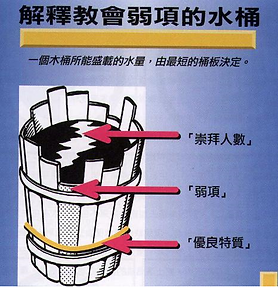 解釋教會弱項的水桶
一個木桶所能盛載的水量，由最短的桶板決定。
「崇拜人數」
「弱項」
「優良特質」